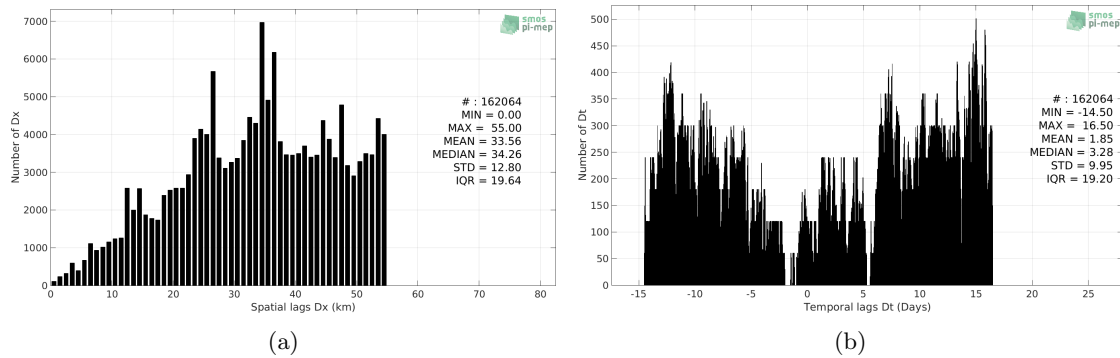 7000
6000
5000
4000
3000
2000
1000
0
Number of Dx
smos
pi-mep
# : 162064
MIN = 0.00
MAX = 55.00
MEAN = 33.56
MEDIAN = 34.26
STD = 12.80
IQR = 19.64
0 10 20 30 40 50 60 70 80
Spatial lags Dx (km)
(a)
500
450
400
350
300
250
200
150
100
50
0
Number of Dt
smos
pi-mep
# : 162064
MIN = -14.50
MAX = 16.50
MEAN = 1.85
MEDIAN = 3.28
STD = 9.95
IQR = 19.20
-15 -10 -5 0 5 10 15 20 25
Temporal lags Dt (Days)
(b)